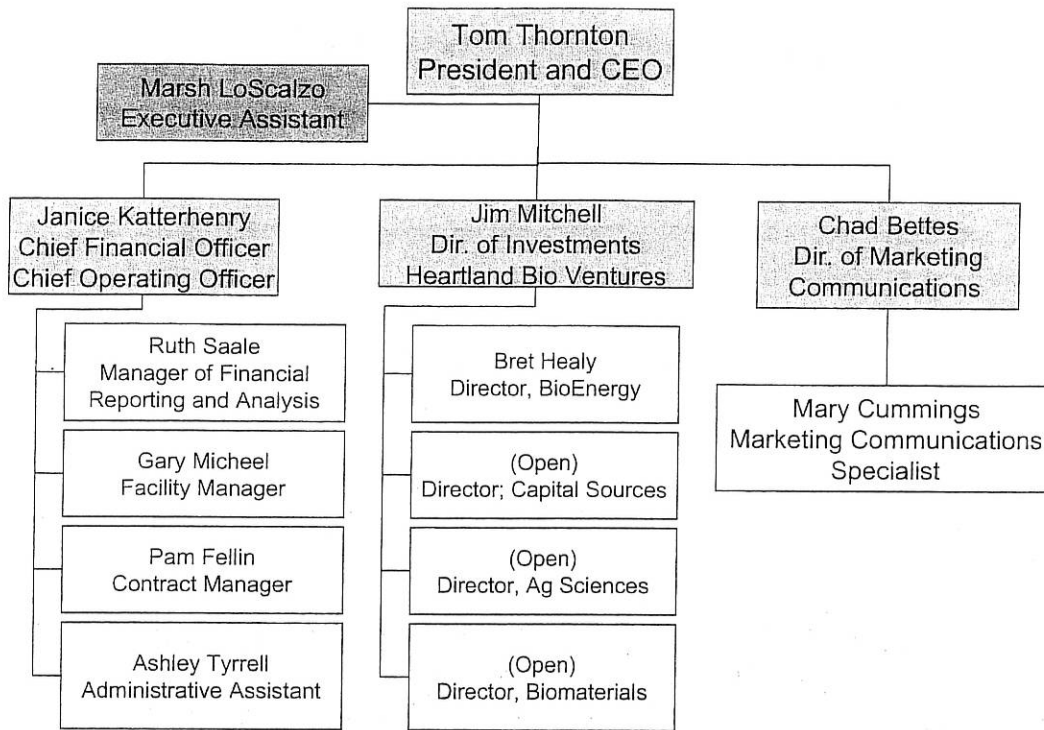 Tom Thornton
President and CEO
Marsh LoScalzo
Executive Assistant
Janice Katterhenry
Chief Financial Officer
Chief Operating Officer
Jim Mitchell
Dir. of Investments
Heartland Bio Ventures
Chad Bettes
Dir. of Marketing
Communications
Ruth Saale
Manager of Financial
Reporting and Analysis
Gary Micheel
Facility Manager
Pam Fellin
Contract Manager
Ashley Tyrrell
Administrative Assistant
Bret Healy
Director, BioEnergy
(Open)
Director; Capital Sources
(Open)
Director, Ag Sciences
(Open)
Director, Biomaterials
Mary Cummings
Marketing Communications
Specialist